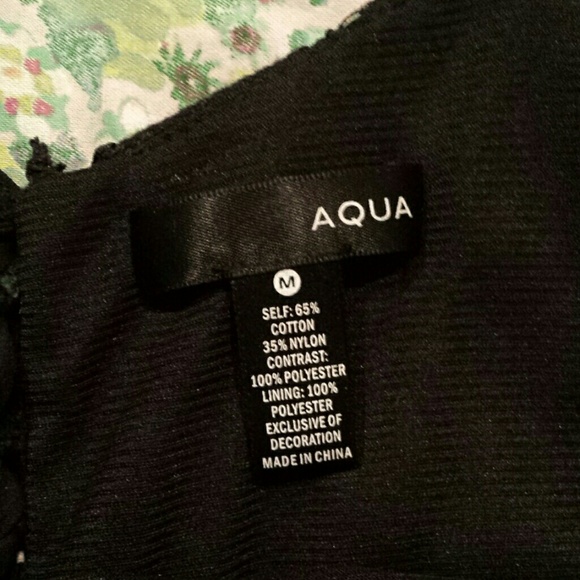 AQUA
M
SELF: 65%
COTTON
35% NYLON
CONTRAST:
100% POLYESTER
LINING: 100%
POLYESTER
EXCLUSIVE OF
DECORATION
MADE IN CHINA